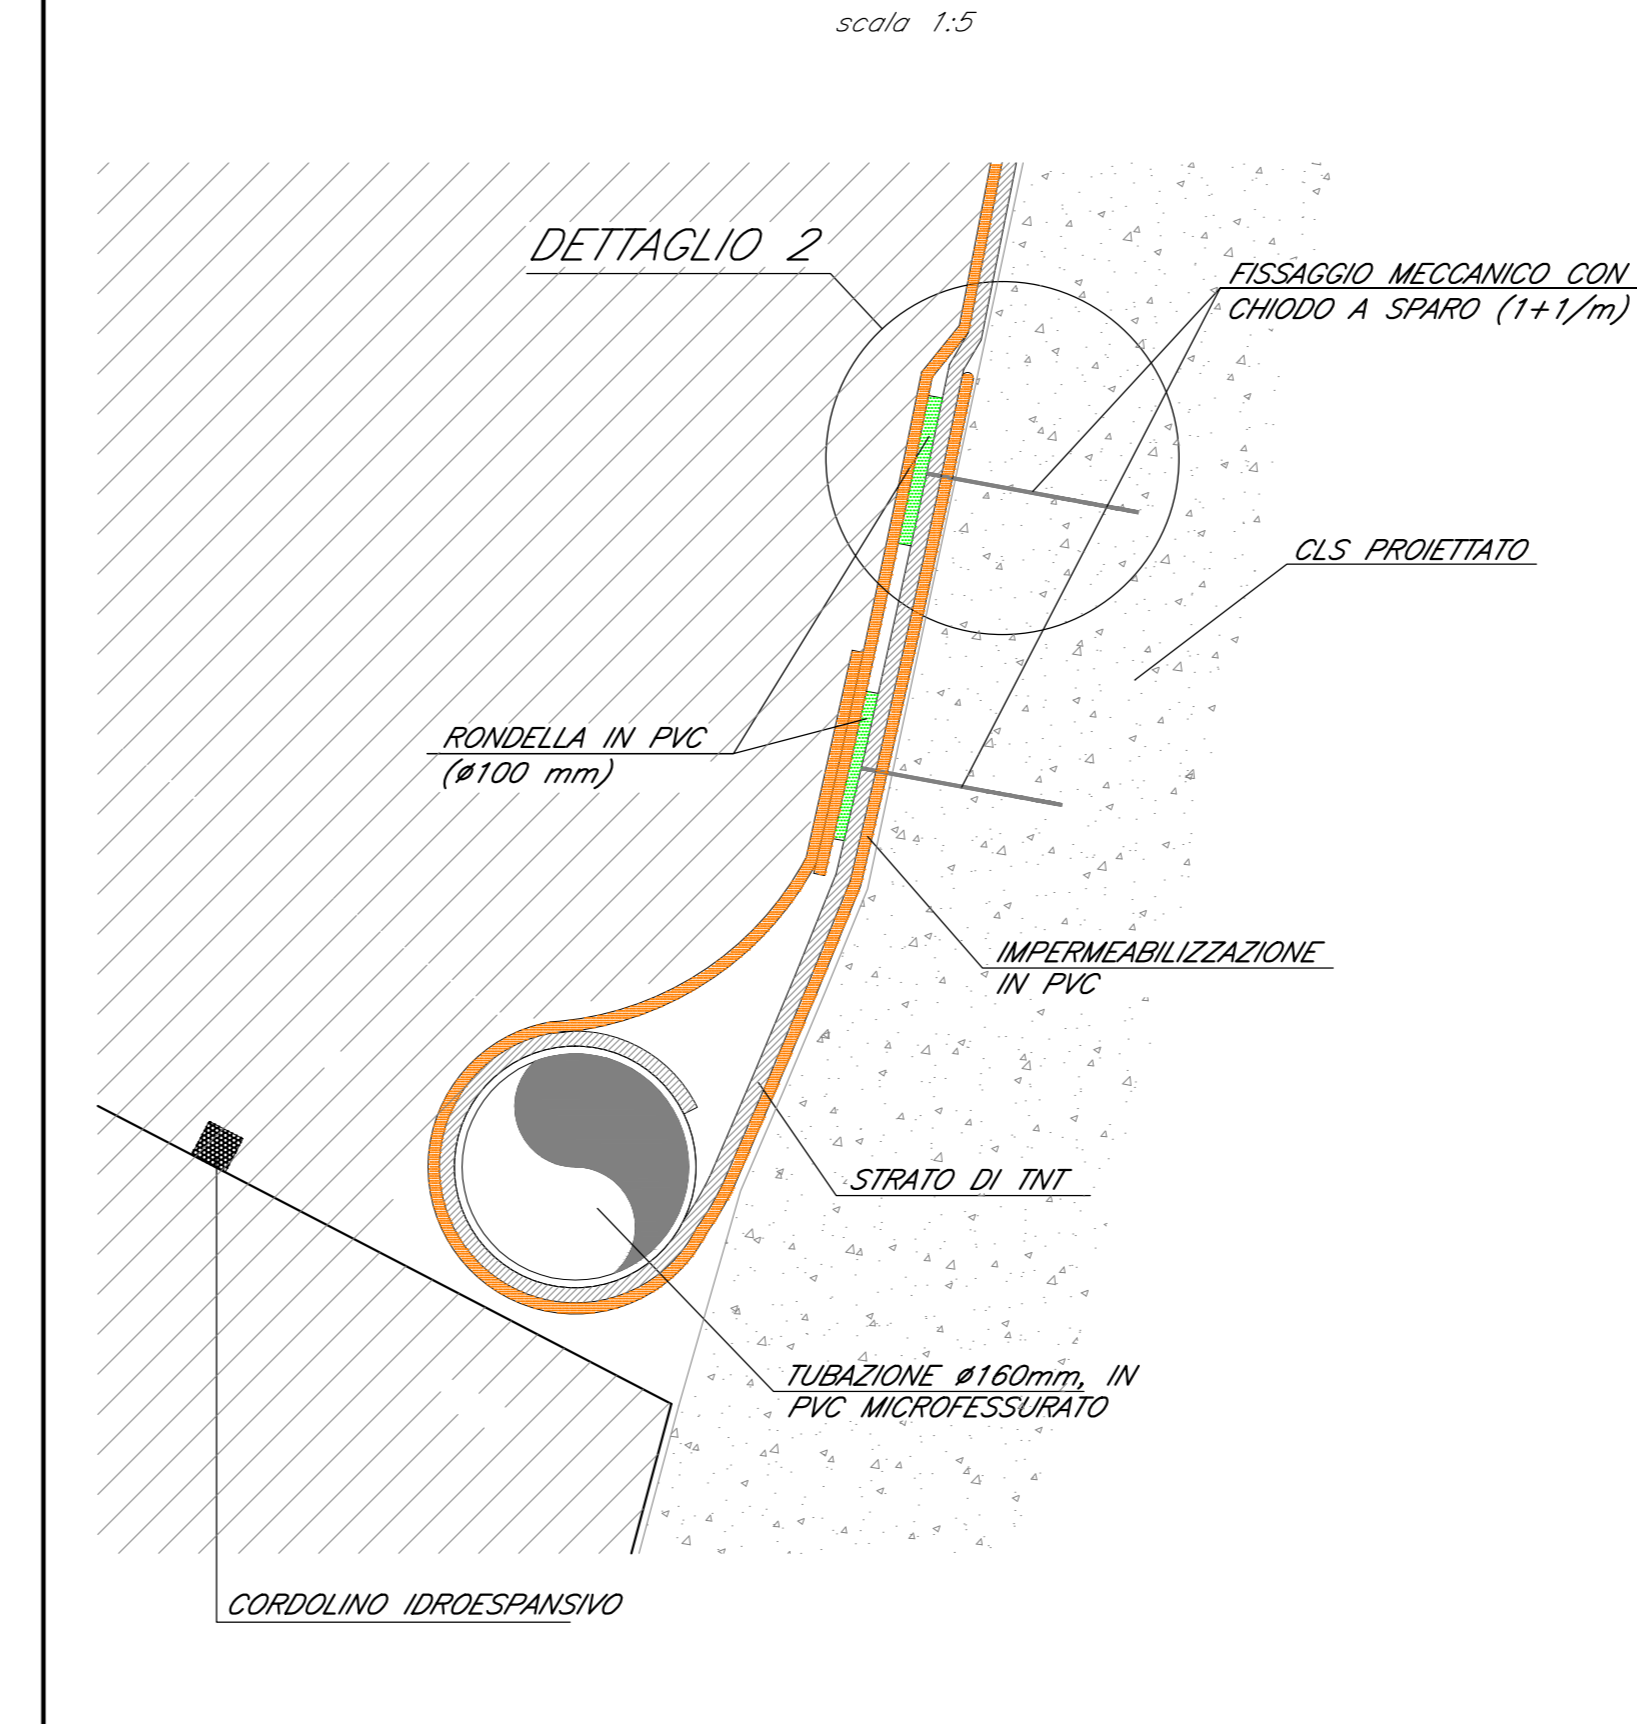 scala 1:5
DETTAGLIO 2
FISSAGGIO MECCANICO CON
CHIODO A SPARO (1+1/m)
CLS PROIETTATO
RONDELLA IN PVC
(ø100 mm)
IMPERMEABILIZZAZIONE
IN PVC
STRATO DI TNT
TUBAZIONE ø160mm, IN
PVC MICROFESSURATO
CORDOLINO IDROESPANSIVO